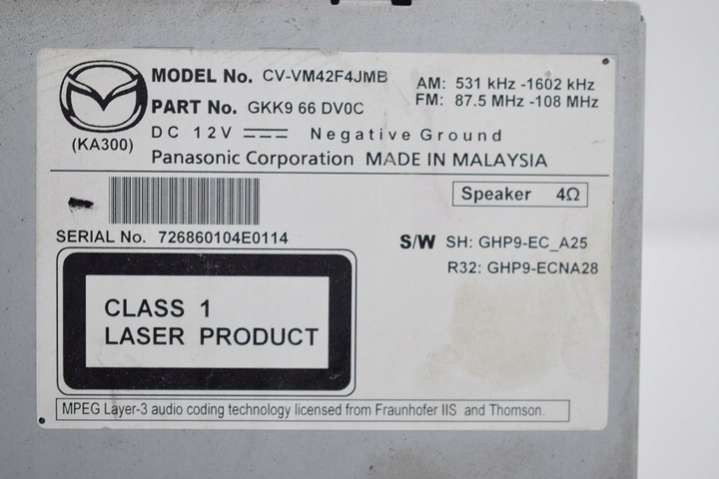 MODEL No. CV-VM42F4JMB
AM: 531 kHz -1602 kHz
PART No. GKK9 66 DV0C
FM: 87.5 MHz -108 MHz
(KA300)
DC 12V Negative Ground
Panasonic Corporation MADE IN MALAYSIA
Speaker 4Ω
SERIAL No. 726860104E0114
S/W SH: GHP9-EC_A25
R32: GHP9-ECNA28
CLASS 1
LASER PRODUCT
MPEG Layer-3 audio coding technology licensed from Fraunhofer IIS and Thomson.